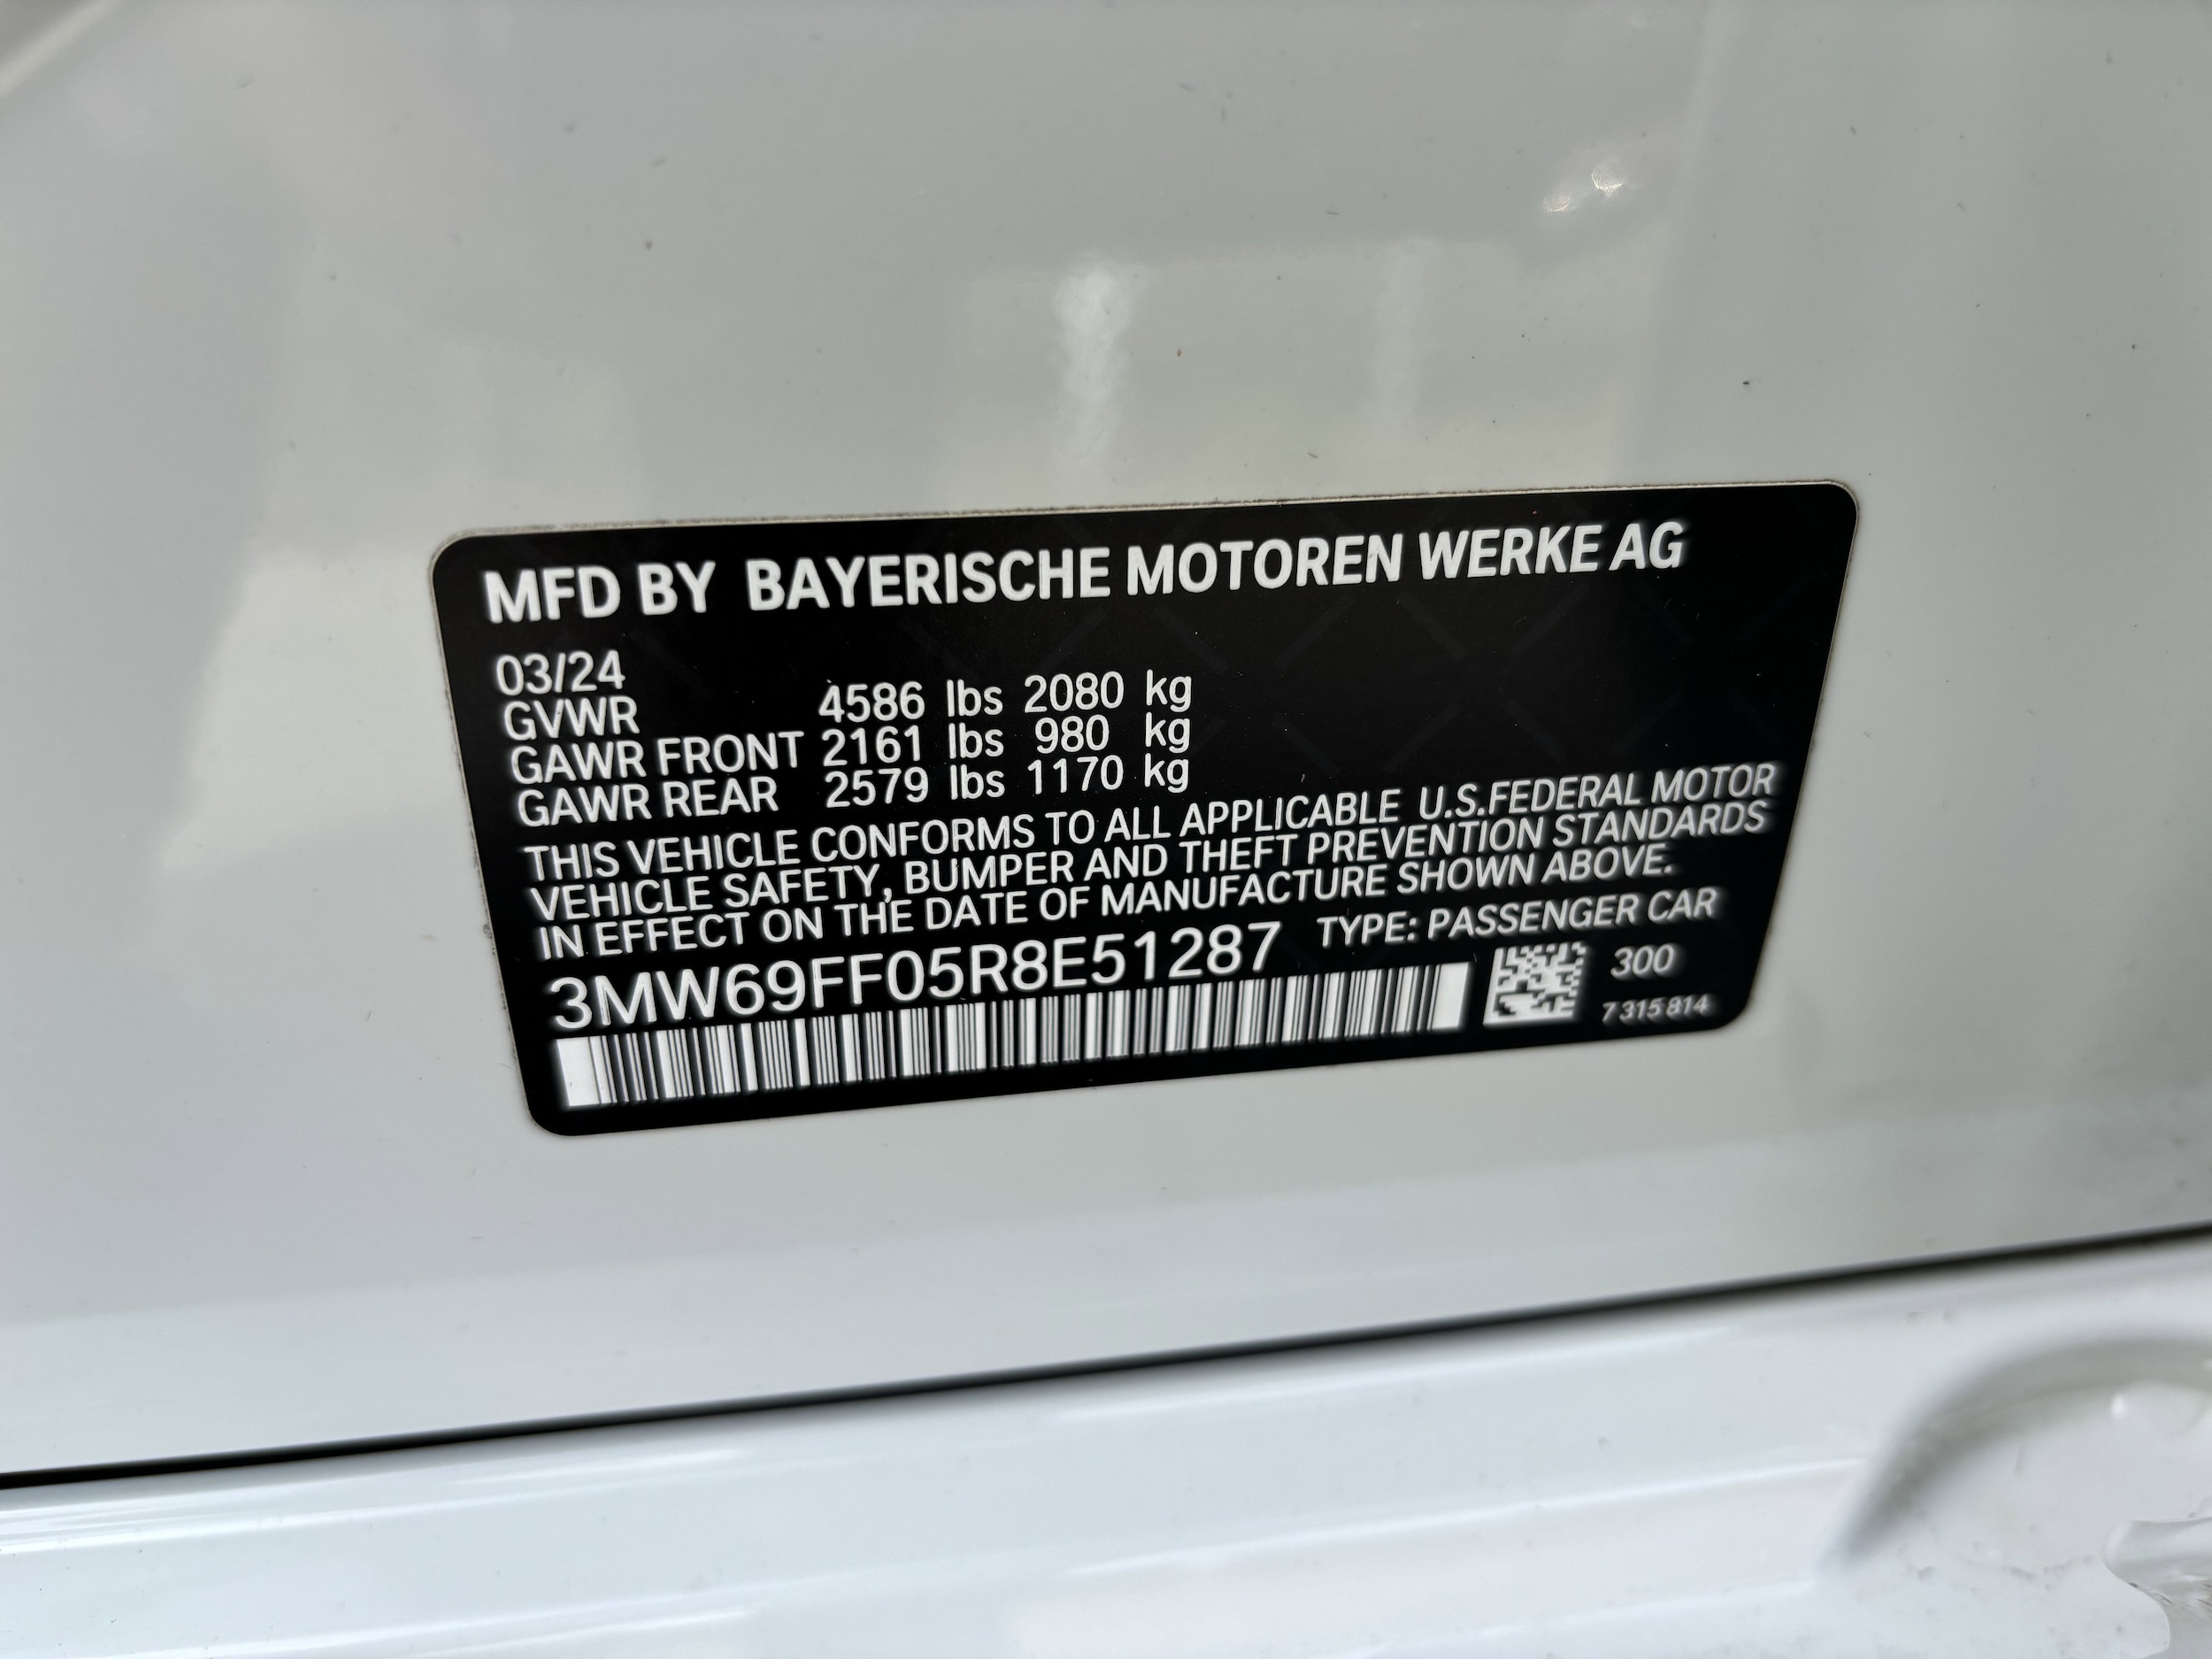 MFD BY BAYERISCHE MOTOREN WERKE AG
03/24
GVWR 4586 lbs 2080 kg
GAWR FRONT 2161 lbs 980 kg
GAWR REAR 2579 lbs 1170 kg
THIS VEHICLE CONFORMS TO ALL APPLICABLE U.S.FEDERAL MOTOR
VEHICLE SAFETY, BUMPER AND THEFT PREVENTION STANDARDS
IN EFFECT ON THE DATE OF MANUFACTURE SHOWN ABOVE.
3MW69FF05R8E51287 TYPE: PASSENGER CAR
300
7 315 814